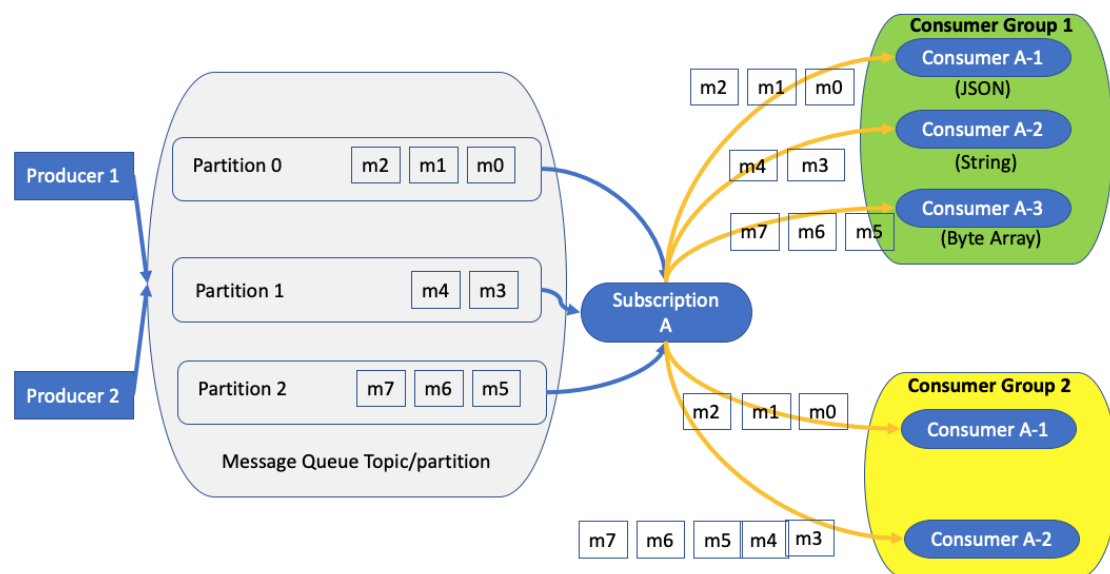 Producer 1
Producer 2
Partition 0
m2 m1 m0
Partition 1
m4 m3
Partition 2
m7 m6 m5
Message Queue Topic/partition
Subscription
A
m2 m1 m0
m4 m3
m7 m6 m5
Consumer Group 1
Consumer A-1
(JSON)
Consumer A-2
(String)
Consumer A-3
(Byte Array)
m2 m1 m0
m7 m6 m5 m4 m3
Consumer Group 2
Consumer A-1
Consumer A-2